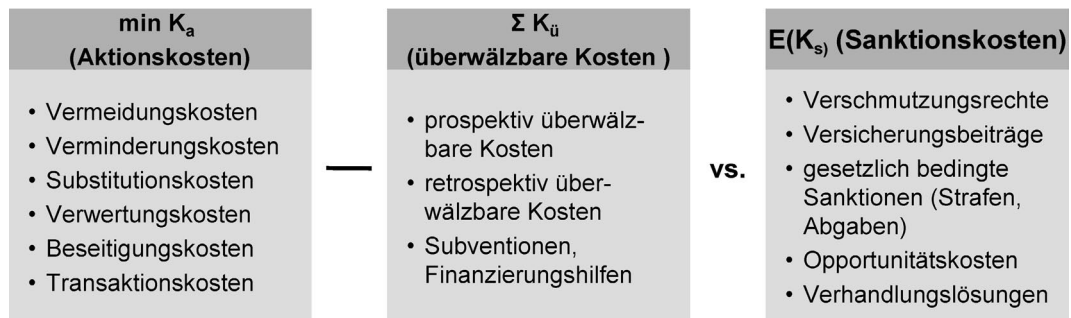 min Kₐ
(Aktionskosten)
• Vermeidungskosten
• Verminderungskosten
• Substitutionskosten
• Verwertungskosten
• Beseitigungskosten
• Transaktionskosten
—
Σ Kü
(überwälzbare Kosten )
• prospektiv überwälz-
bare Kosten
• retrospektiv über-
wälzbare Kosten
• Subventionen,
Finanzierungshilfen
vs.
E(Kₛ) (Sanktionskosten)
• Verschmutzungsrechte
• Versicherungsbeiträge
• gesetzlich bedingte
Sanktionen (Strafen,
Abgaben)
• Opportunitätskosten
• Verhandlungslösungen